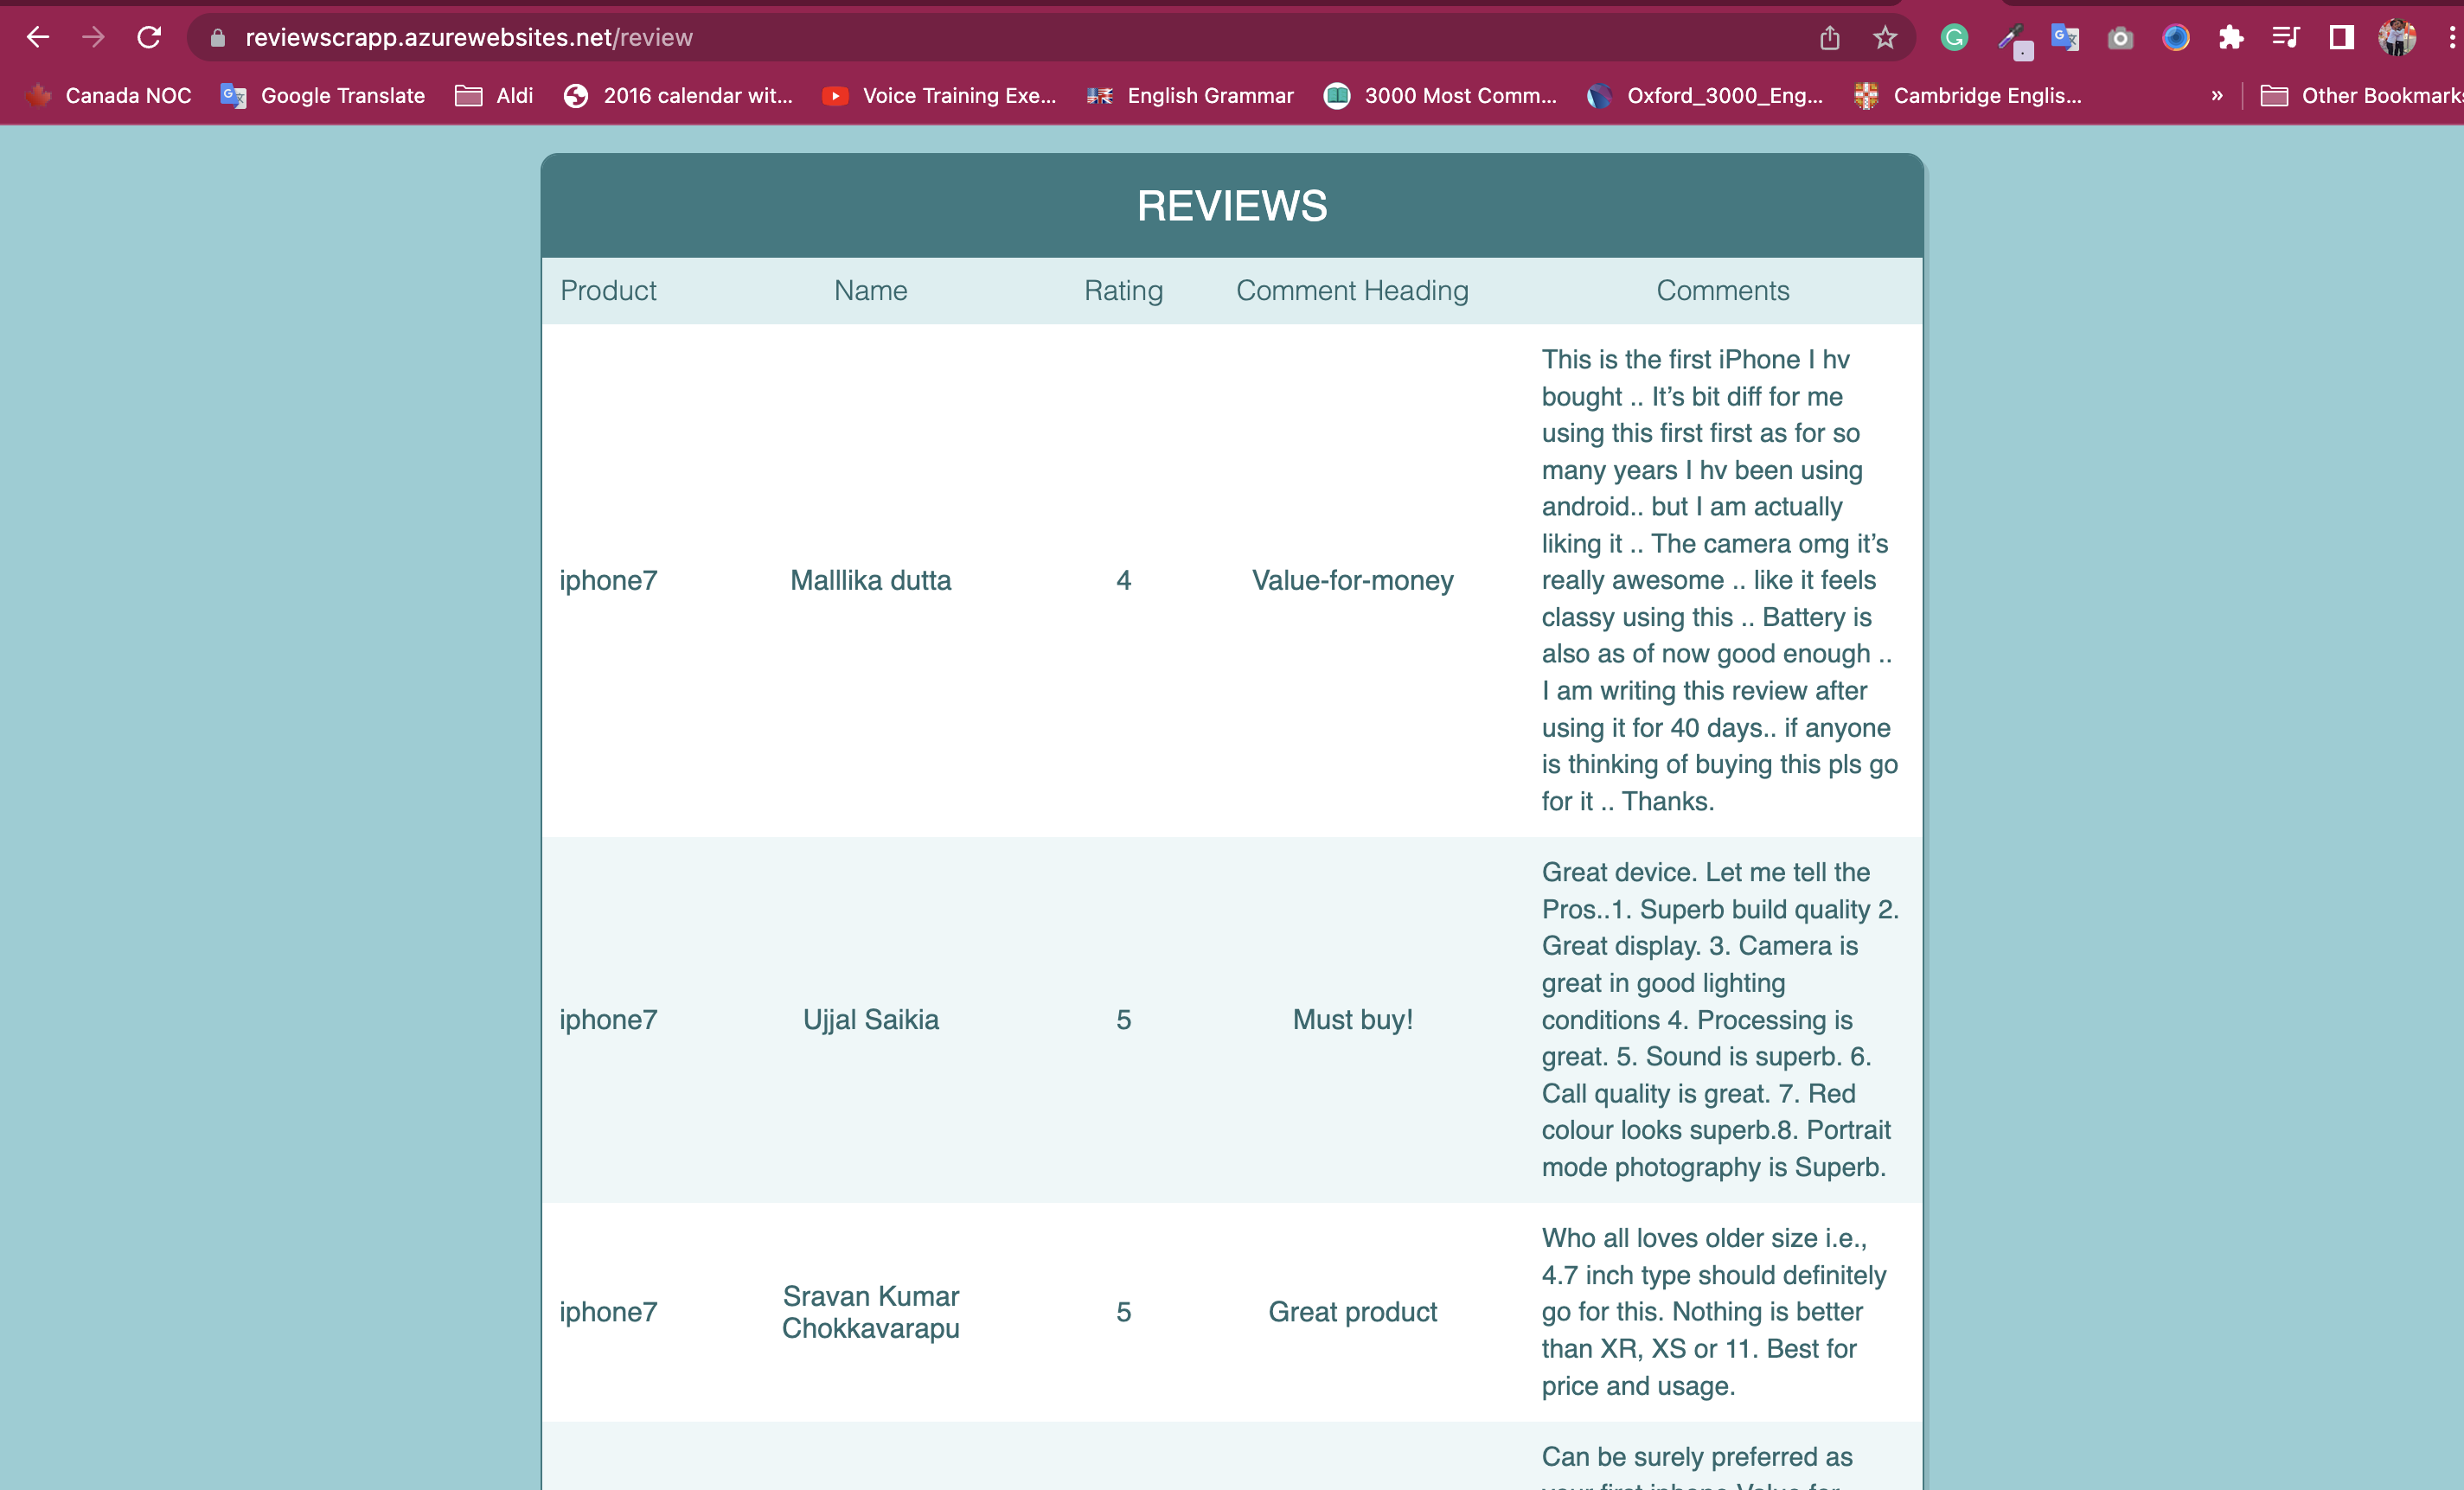 reviewscrapp.azurewebsites.net/review
Canada NOC
Google Translate
Aldi
2016 calendar wit...
Voice Training Exe...
English Grammar
3000 Most Comm...
Oxford_3000_Eng...
Cambridge Englis...
»
Other Bookmarks
REVIEWS
Product Name Rating Comment Heading Comments
This is the first iPhone I hv
bought .. It’s bit diff for me
using this first first as for so
many years I hv been using
android.. but I am actually
liking it .. The camera omg it’s
really awesome .. like it feels
classy using this .. Battery is
also as of now good enough ..
I am writing this review after
using it for 40 days.. if anyone
is thinking of buying this pls go
for it .. Thanks.
iphone7 Malllika dutta 4 Value-for-money
Great device. Let me tell the
Pros..1. Superb build quality 2.
Great display. 3. Camera is
great in good lighting
conditions 4. Processing is
great. 5. Sound is superb. 6.
Call quality is great. 7. Red
colour looks superb.8. Portrait
mode photography is Superb.
iphone7 Ujjal Saikia 5 Must buy!
Who all loves older size i.e.,
4.7 inch type should definitely
go for this. Nothing is better
than XR, XS or 11. Best for
price and usage.
iphone7 Sravan Kumar
Chokkavarapu 5 Great product
Can be surely preferred as
your first iphone Value for